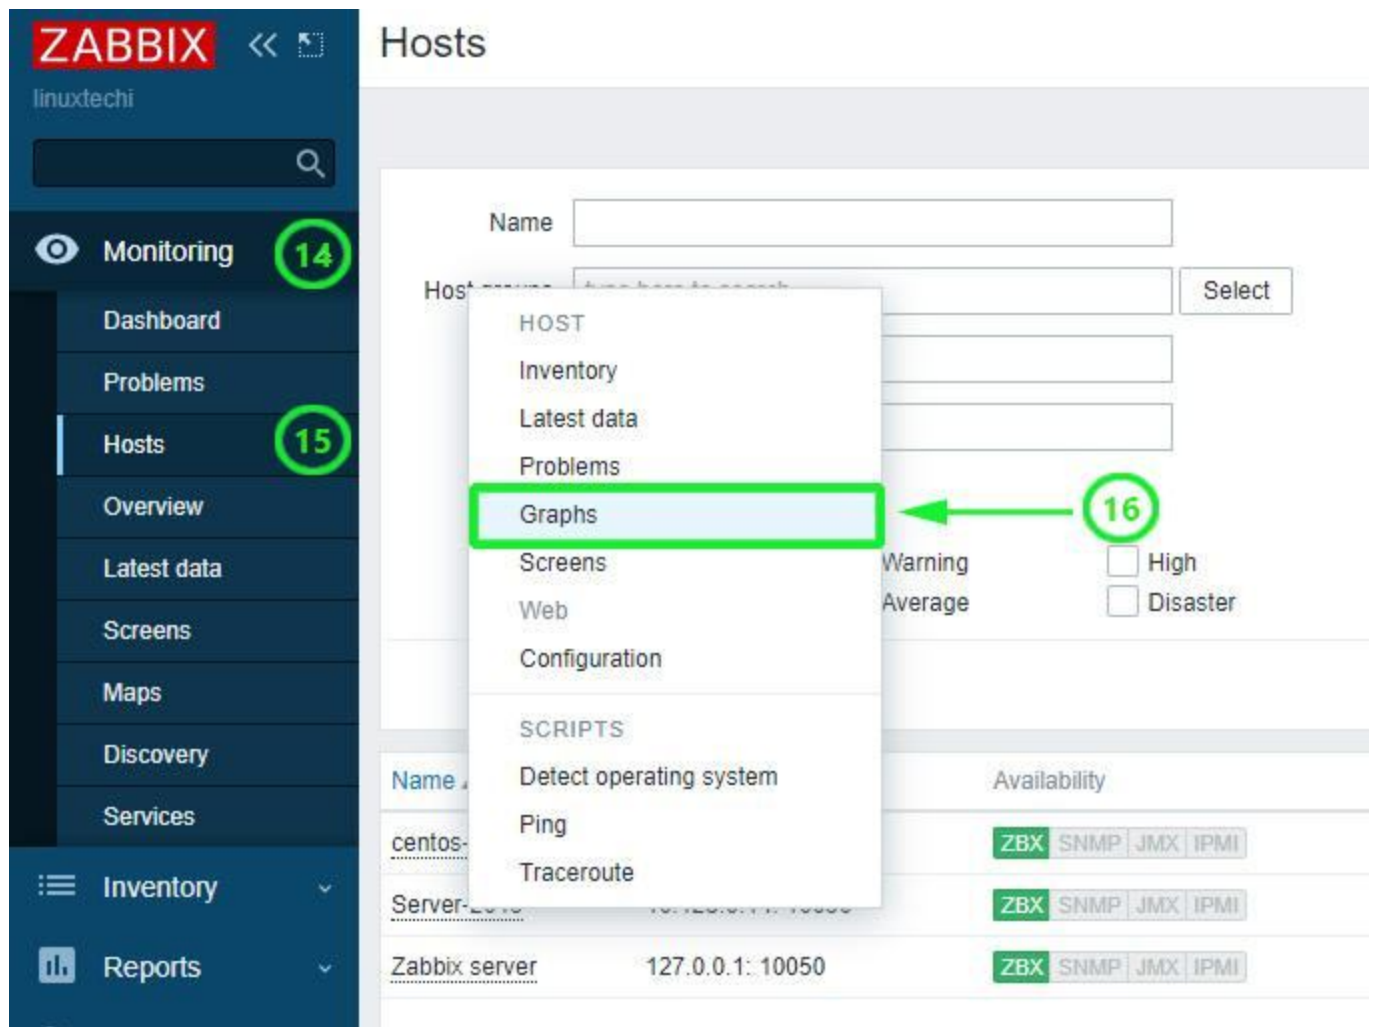 ZABBIX
Hosts
linuxtechi
Name
Monitoring 14
Select
HOST
Dashboard
Inventory
Problems
Latest data
Hosts 15
Problems
Overview
Graphs 16
Latest data
Screens
Warning
High
Screens
Web
Average
Disaster
Maps
Configuration
Discovery
SCRIPTS
Name
Detect operating system
Availability
Services
Ping
centos-
ZBX SNMP JMX IPMI
Inventory
Traceroute
Server-
ZBX SNMP JMX IPMI
Reports
Zabbix server 127.0.0.1: 10050 ZBX SNMP JMX IPMI